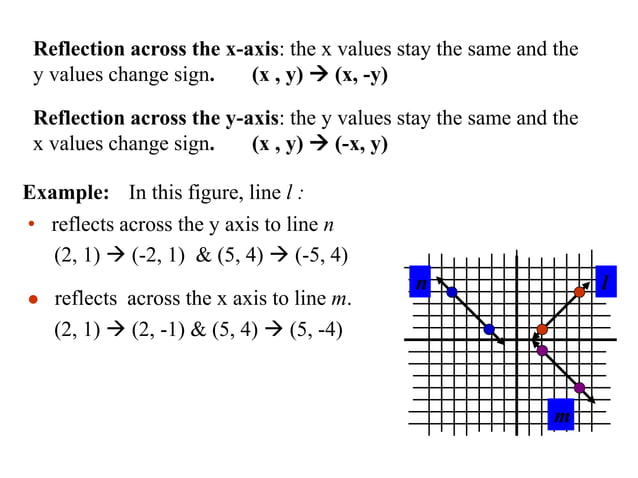 Reflection across the x-axis: the x values stay the same and the
y values change sign. (x , y) → (x, -y)
Reflection across the y-axis: the y values stay the same and the
x values change sign. (x , y) → (-x, y)
Example: In this figure, line l :
• reflects across the y axis to line n
(2, 1) → (-2, 1) & (5, 4) → (-5, 4)
● reflects across the x axis to line m.
(2, 1) → (2, -1) & (5, 4) → (5, -4)
n
l
m